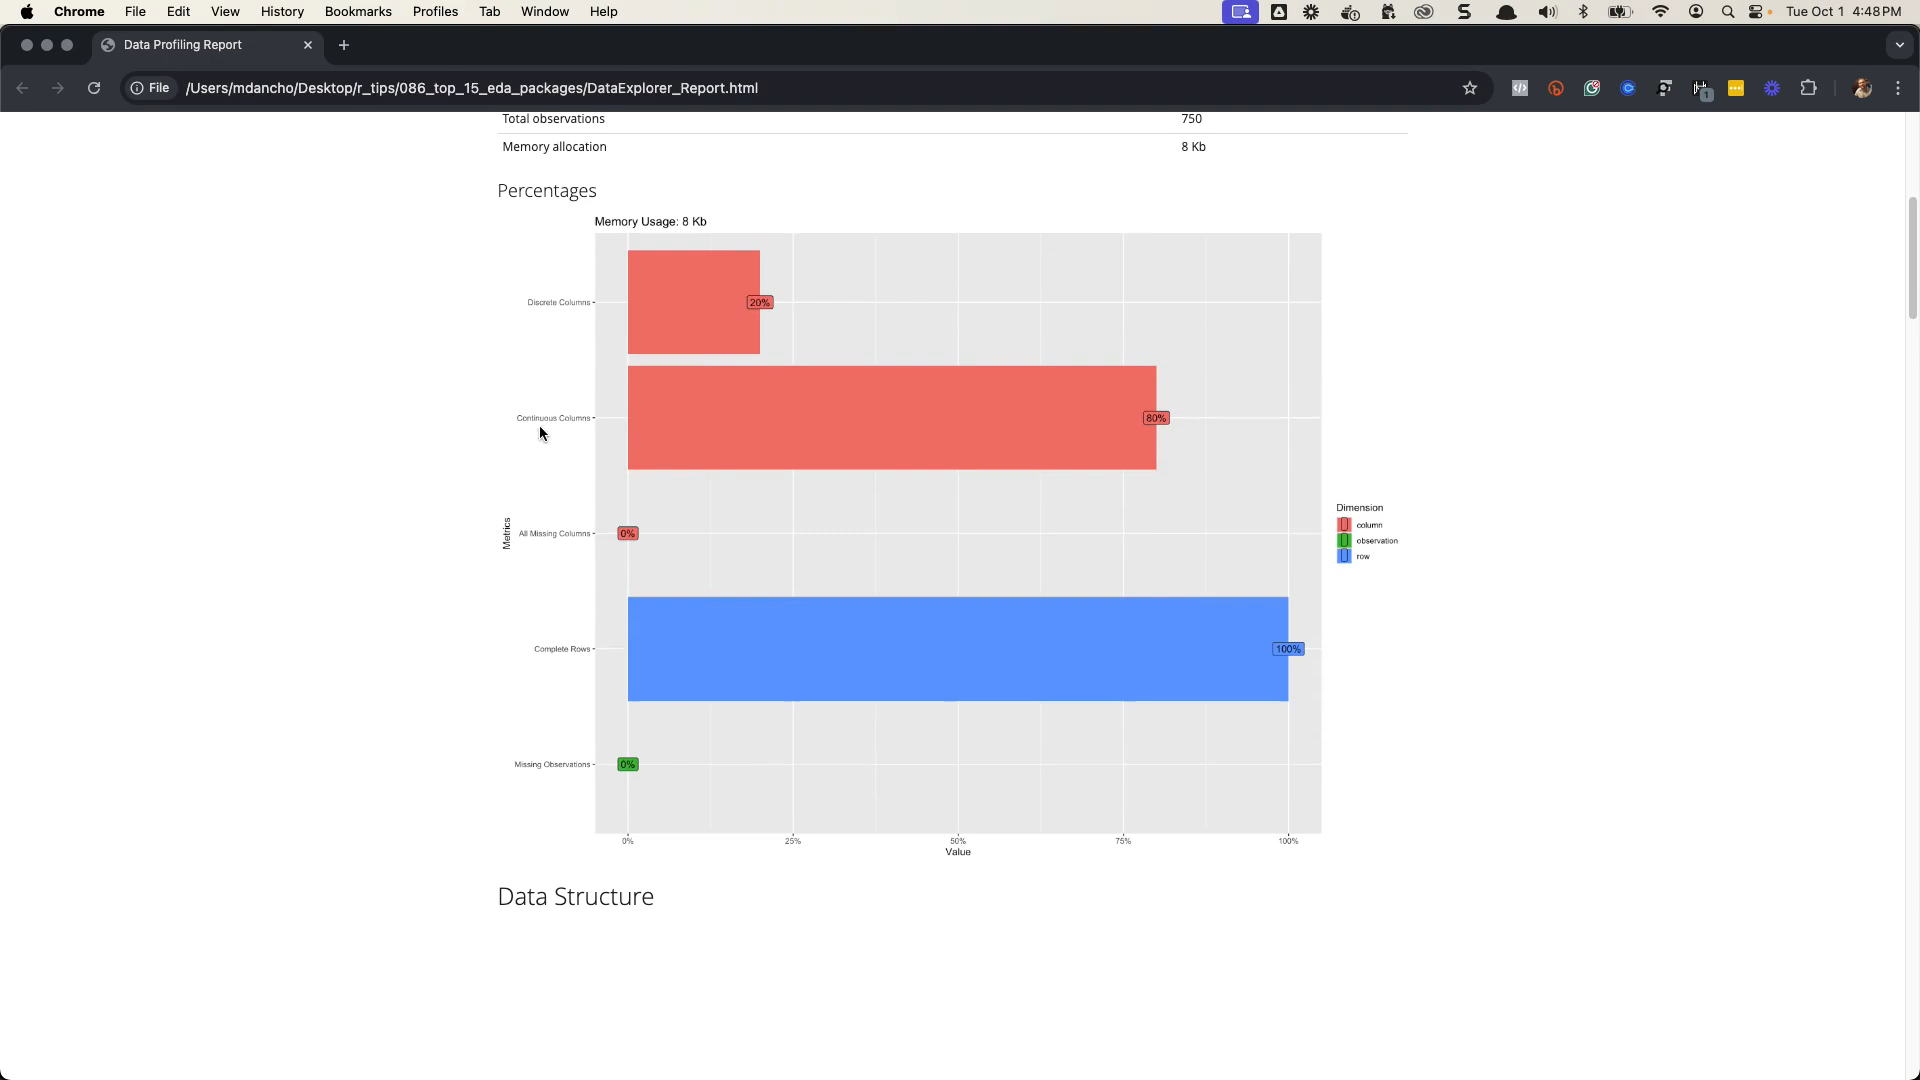 Chrome File Edit View History Bookmarks Profiles Tab Window Help Tue Oct 1 4:48 PM
Data Profiling Report
File /Users/mdancho/Desktop/r_tips/086_top_15_eda_packages/DataExplorer_Report.html
1
Total observations 750
Memory allocation 8 Kb
Percentages
Memory Usage: 8 Kb
Discrete Columns 20%
Continuous Columns 80%
Metrics
All Missing Columns 0%
Complete Rows 100%
Missing Observations 0%
0% 25% 50% 75% 100%
Value
Dimension
column
observation
row
Data Structure